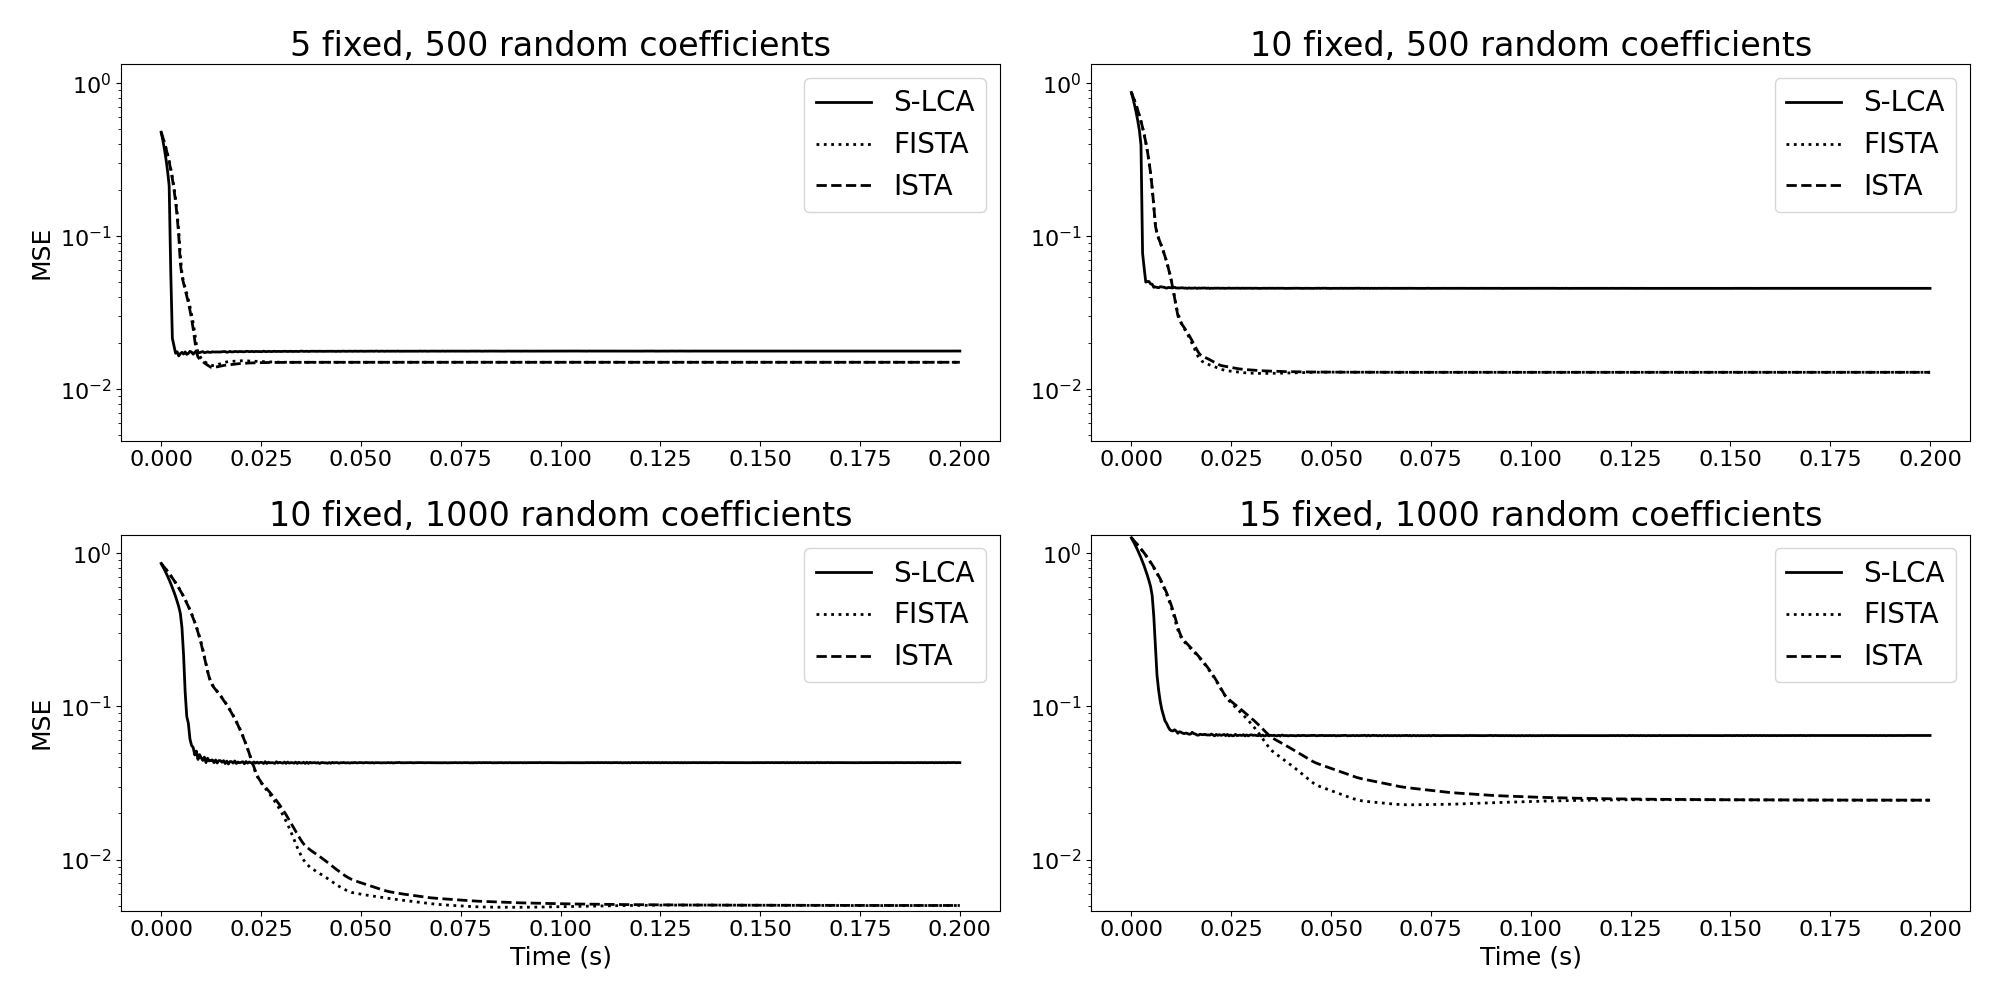 5 fixed, 500 random coefficients
10⁰
10⁻¹
10⁻²
MSE
S-LCA
FISTA
ISTA
0.000 0.025 0.050 0.075 0.100 0.125 0.150 0.175 0.200
10 fixed, 500 random coefficients
10⁰
10⁻¹
10⁻²
S-LCA
FISTA
ISTA
0.000 0.025 0.050 0.075 0.100 0.125 0.150 0.175 0.200
10 fixed, 1000 random coefficients
10⁰
10⁻¹
10⁻²
MSE
S-LCA
FISTA
ISTA
0.000 0.025 0.050 0.075 0.100 0.125 0.150 0.175 0.200
Time (s)
15 fixed, 1000 random coefficients
10⁰
10⁻¹
10⁻²
S-LCA
FISTA
ISTA
0.000 0.025 0.050 0.075 0.100 0.125 0.150 0.175 0.200
Time (s)